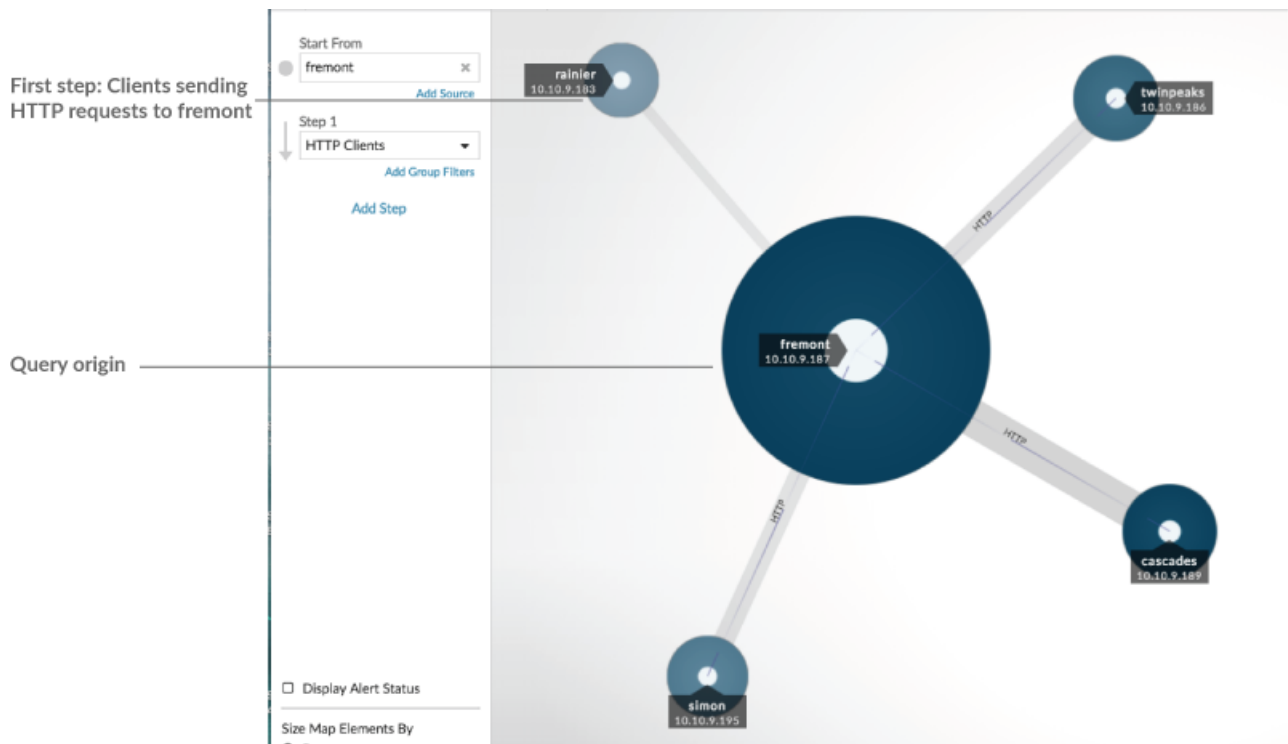 Start From
fremont
Add Source
First step: Clients sending
HTTP requests to fremont
Step 1
HTTP Clients
Add Group Filters
Add Step
rainier
10.10.9.183
twinpeaks
10.10.9.186
HTTP
fremont
10.10.9.187
Query origin
HTTP
HTTP
cascades
10.10.9.189
simon
10.10.9.195
Display Alert Status
Size Map Elements By